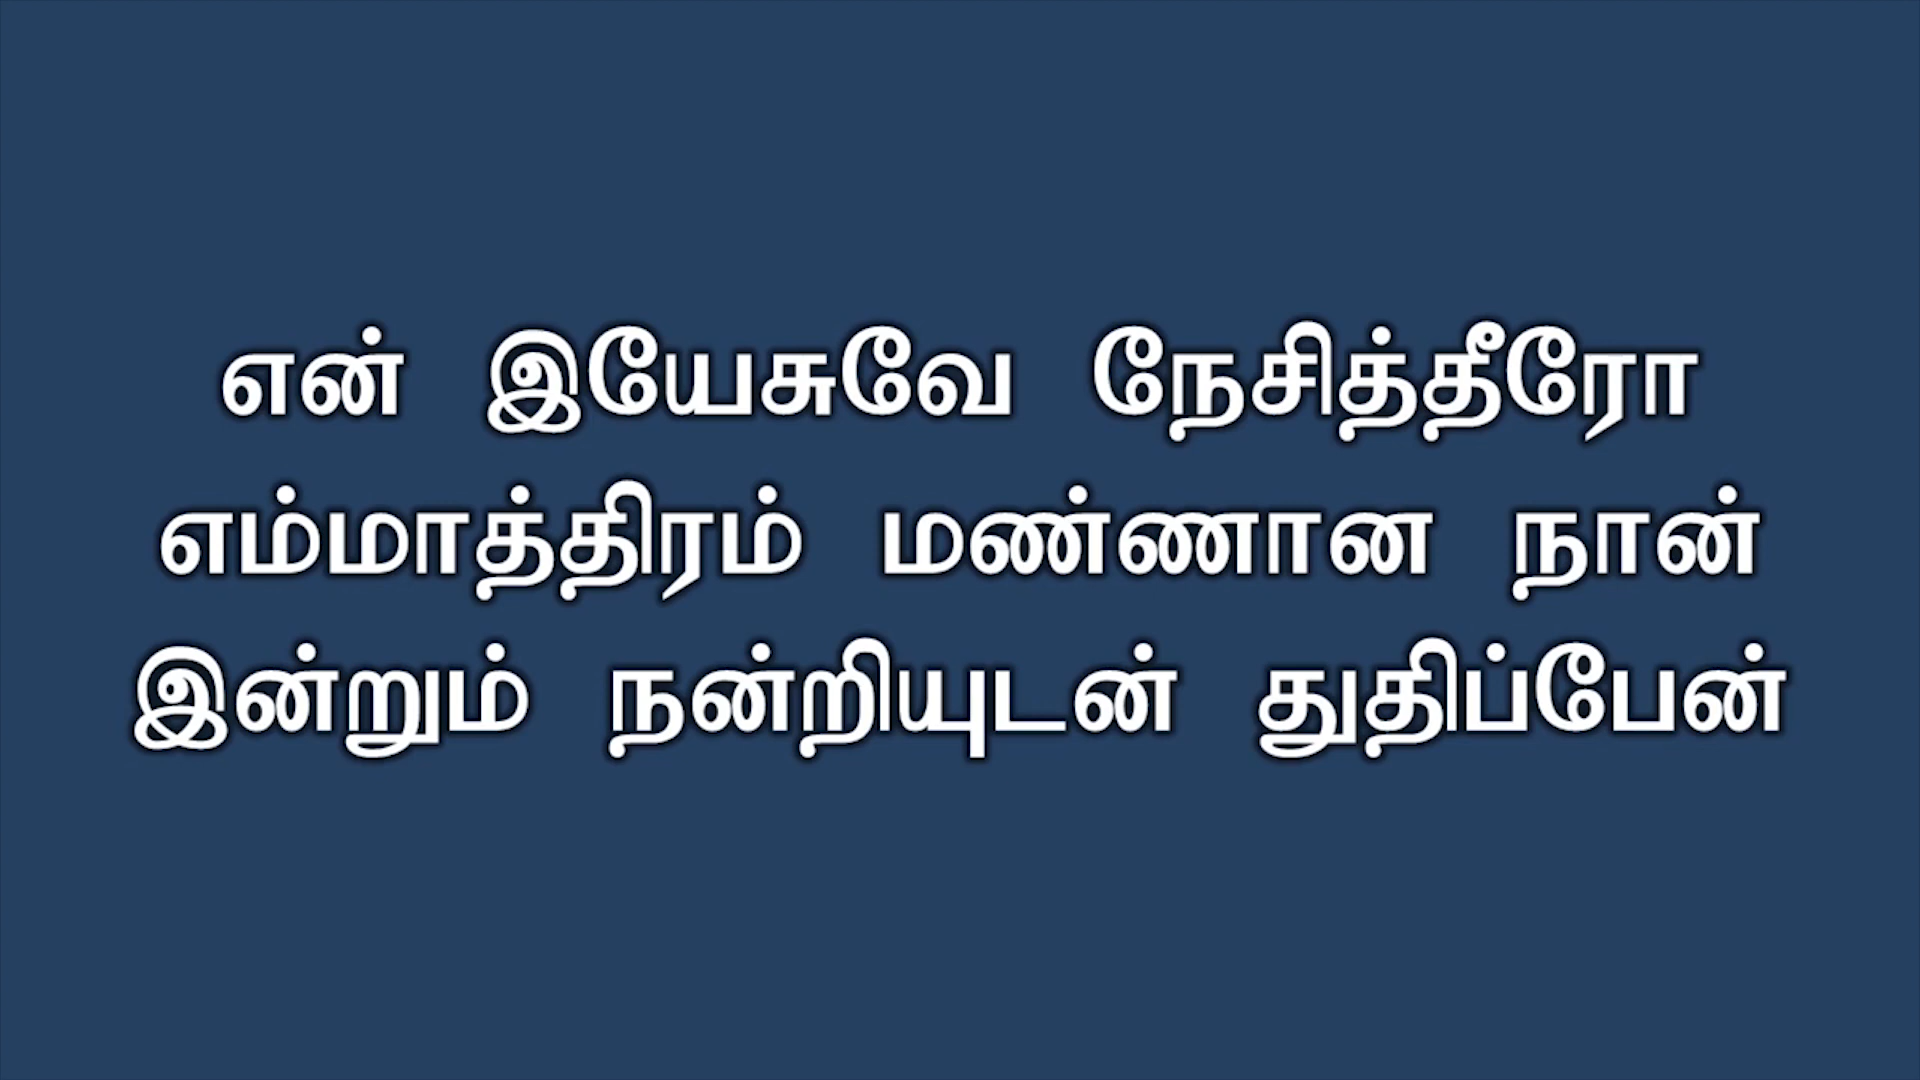 என் இயேசுவே நேசித்தீரோ
எம்மாத்திரம் மண்ணான நான்
இன்றும் நன்றியுடன் துதிப்பேன்